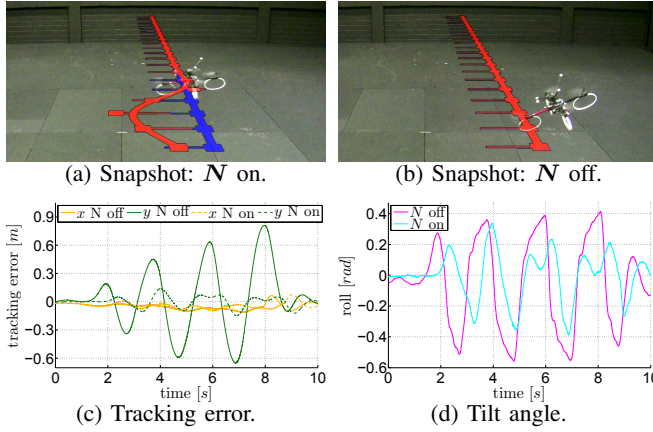 (a) Snapshot: N on.
(b) Snapshot: N off.
x N off y N off x N on y N on
tracking error [m]
0.9
0.6
0.3
0
−0.3
−0.6
0 2 4 6 8 10
time [s]
(c) Tracking error.
N off
N on
roll [rad]
0.4
0.2
0
−0.2
−0.4
−0.6
0 2 4 6 8 10
time [s]
(d) Tilt angle.